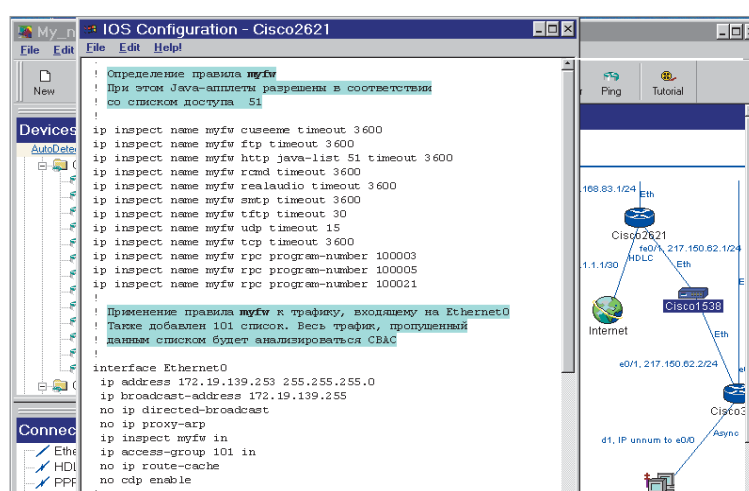 My_n
File Edit
New
Devices
AutoDete
Connec
Ethe
HDL
PPP
IOS Configuration - Cisco2621
File Edit Help!
! Определение правила myfw
! При этом Java-апплеты разрешены в соответствии
! со списком доступа 51
!
ip inspect name myfw cuseeme timeout 3600
ip inspect name myfw ftp timeout 3600
ip inspect name myfw http java-list 51 timeout 3600
ip inspect name myfw rcmd timeout 3600
ip inspect name myfw realaudio timeout 3600
ip inspect name myfw smtp timeout 3600
ip inspect name myfw tftp timeout 30
ip inspect name myfw udp timeout 15
ip inspect name myfw tcp timeout 3600
ip inspect name myfw rpc program-number 100003
ip inspect name myfw rpc program-number 100005
ip inspect name myfw rpc program-number 100021
!
! Применение правила myfw к трафику, входящему на Ethernet0
! Также добавлен 101 список. Весь трафик, пропущенный
! данным списком будет анализироваться CBAC
!
interface Ethernet0
ip address 172.19.139.253 255.255.255.0
ip broadcast-address 172.19.139.255
no ip directed-broadcast
no ip proxy-arp
ip inspect myfw in
ip access-group 101 in
no ip route-cache
no cdp enable
Ping
Tutorial
.168.83.1/24
Eth
Cisco2621
fe0/1, 217.150.62.1/24
HDLC
Eth
.1.1.1/30
Internet
Cisco1538
Eth
e0/1, 217.150.62.2/24
Cisco3
Async
d1, IP unnum to e0/0